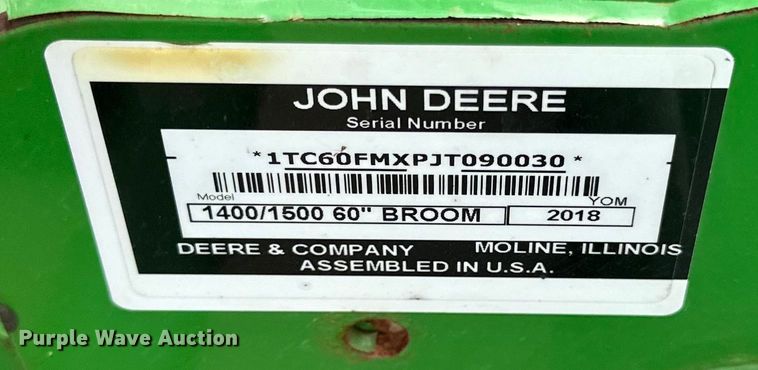 JOHN DEERE
Serial Number
*1TC60FMXPJT090030*
Model YOM
1400/1500 60" BROOM 2018
DEERE & COMPANY MOLINE, ILLINOIS
ASSEMBLED IN U.S.A.
Purple Wave Auction